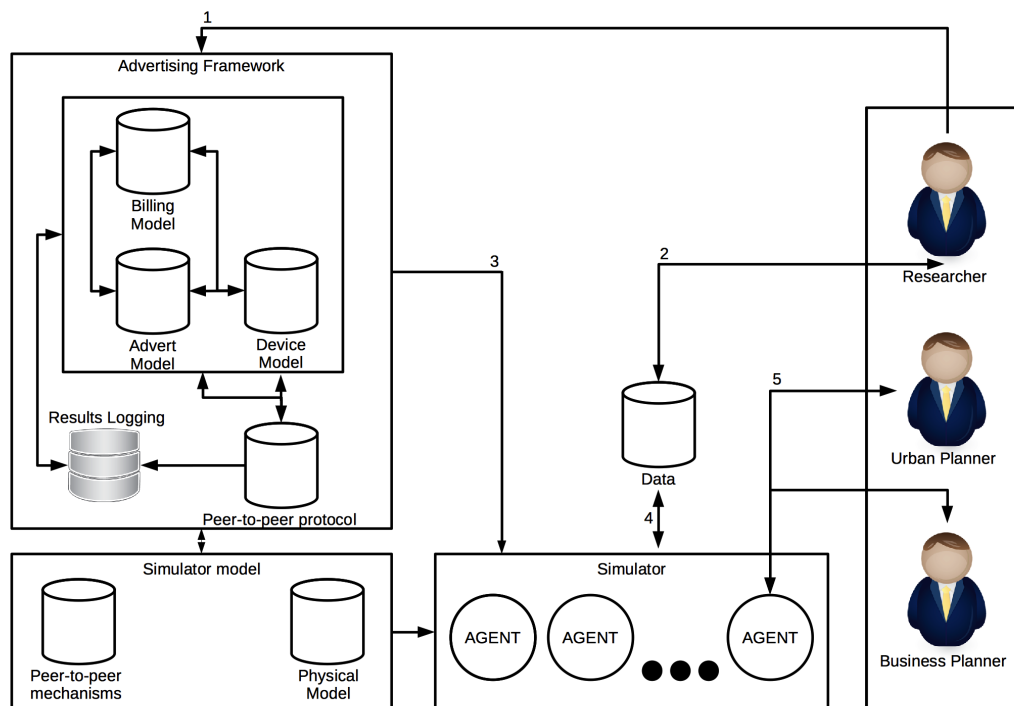 1
Advertising Framework
Billing
Model
Advert
Model
Device
Model
Results Logging
Peer-to-peer protocol
3
2
Researcher
5
Urban Planner
Data
4
Simulator model
Peer-to-peer
mechanisms
Physical
Model
Simulator
AGENT
AGENT
AGENT
Business Planner